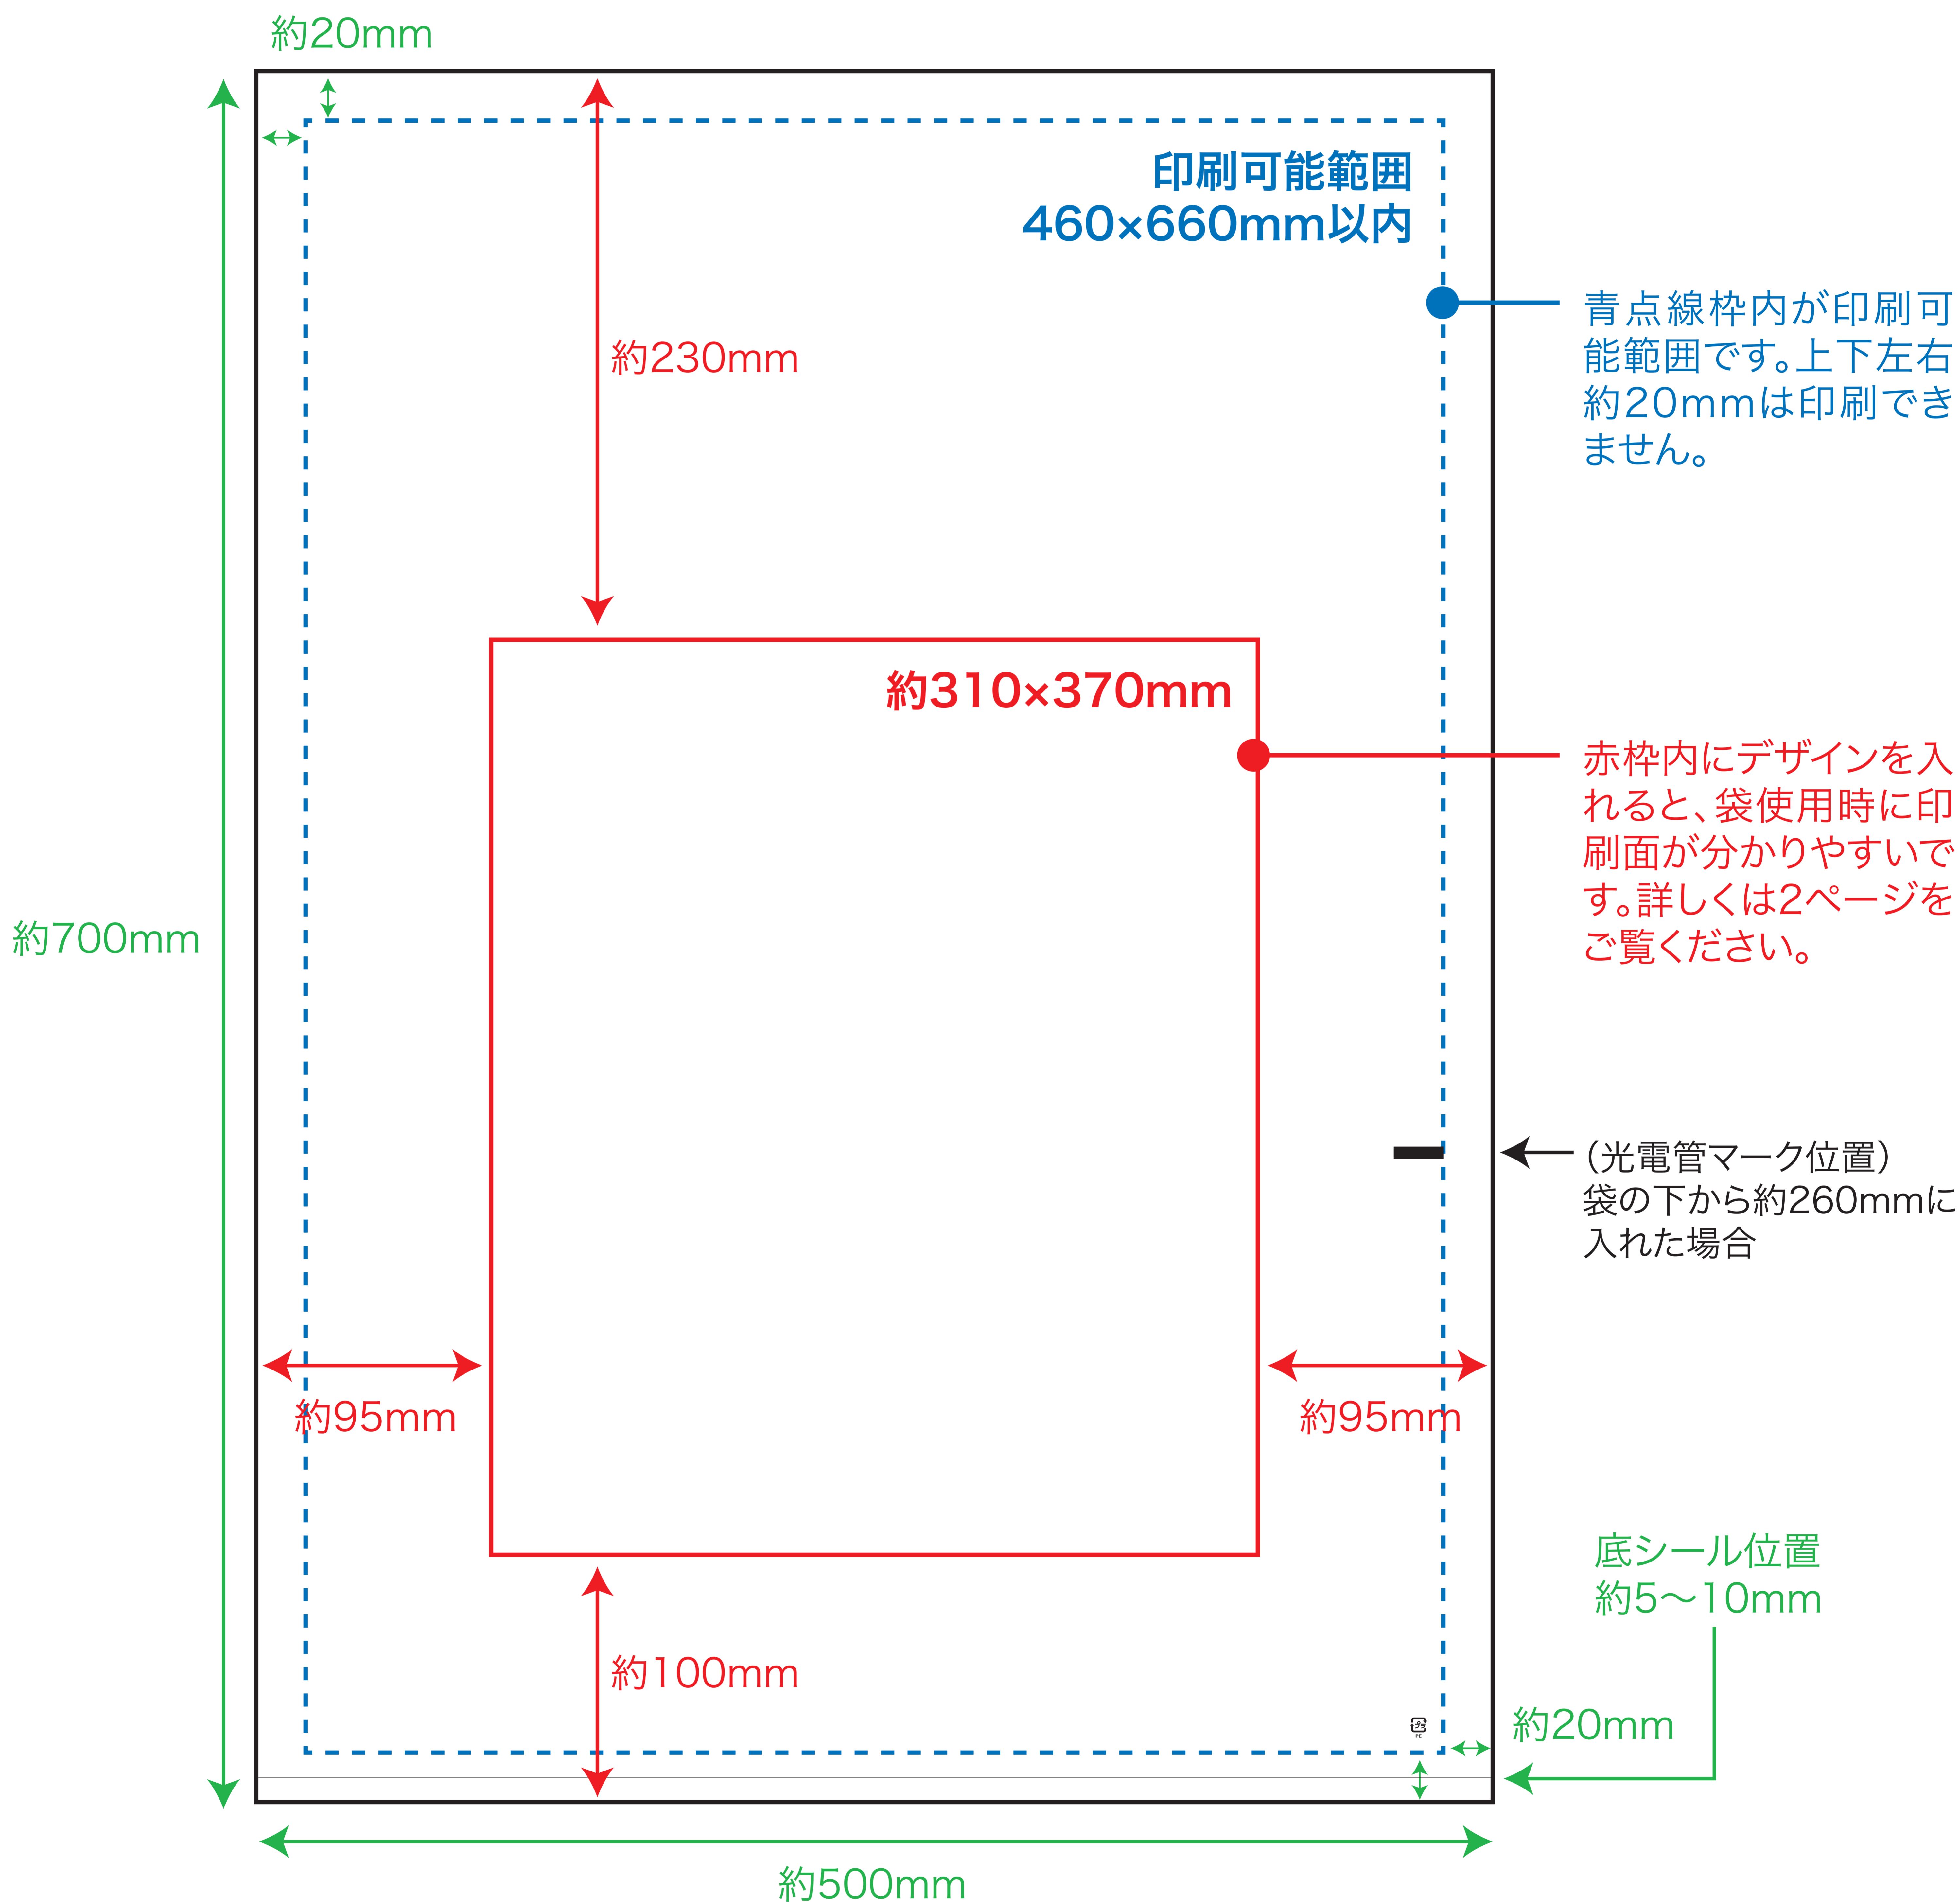 約20mm
印刷可能範囲
460×660mm以内
青点線枠内が印刷可
能範囲です。上下左右
約20mmは印刷でき
ません。
約230mm
約310×370mm
赤枠内にデザインを入
れると、袋使用時に印
刷面が分かりやすいで
す。詳しくは2ページを
ご覧ください。
約700mm
（光電管マーク位置）
袋の下から約260mmに
入れた場合
約95mm
約95mm
底シール位置
約5〜10mm
約100mm
約20mm
プラ
PE
約500mm